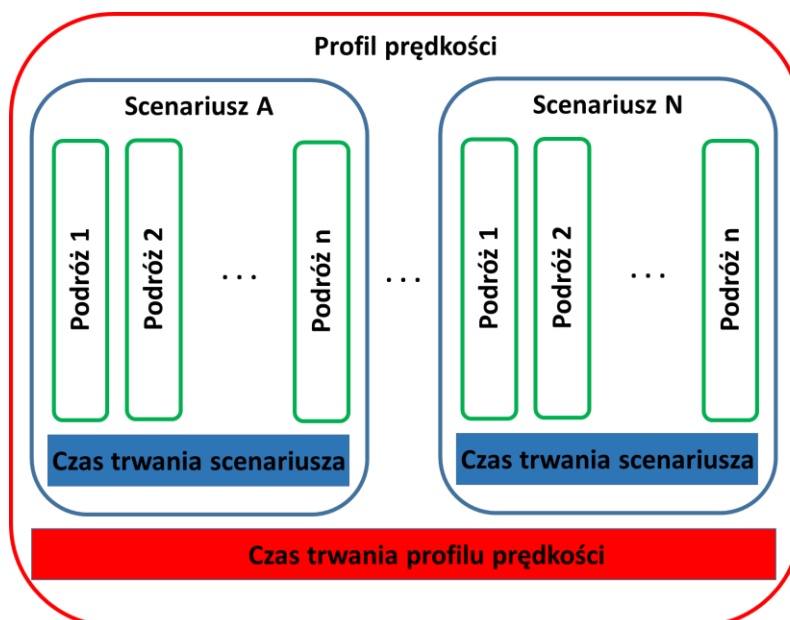 Profil prędkości
Scenariusz A
Podróż 1
Podróż 2
...
Podróż n
Czas trwania scenariusza
...
Scenariusz N
Podróż 1
Podróż 2
...
Podróż n
Czas trwania scenariusza
Czas trwania profilu prędkości